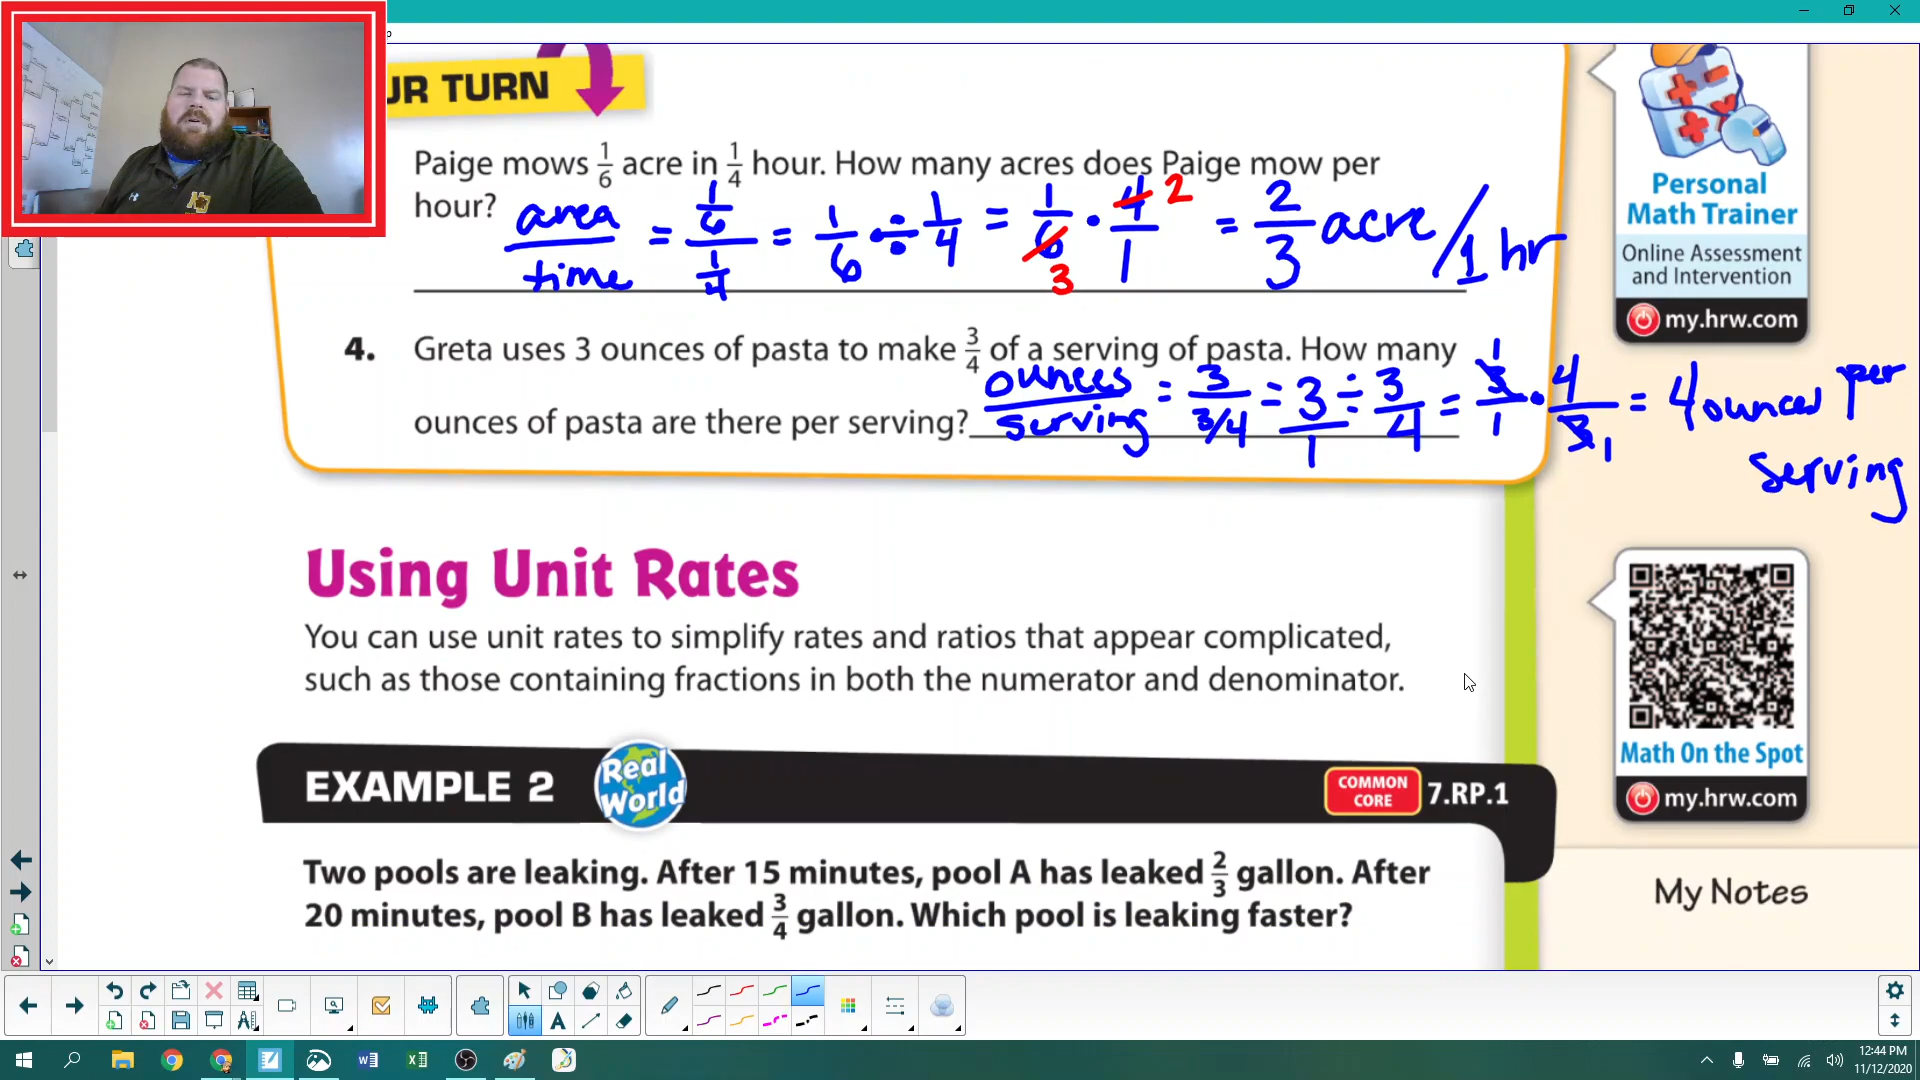 UR TURN
Paige mows 1/6 acre in 1/4 hour. How many acres does Paige mow per
hour?
area/time = 1/6 / 1/4 = 1/6 ÷ 1/4 = 1/6 · 4/1 = 2/3 acre / 1 hr
2
3
4. Greta uses 3 ounces of pasta to make 3/4 of a serving of pasta. How many
ounces of pasta are there per serving?
ounces/serving = 3 / 3/4 = 3/1 ÷ 3/4 = 3/1 · 4/3 = 4 ounces per
serving
1
1
Using Unit Rates
You can use unit rates to simplify rates and ratios that appear complicated,
such as those containing fractions in both the numerator and denominator.
EXAMPLE 2
Real
World
COMMON
CORE
7.RP.1
Two pools are leaking. After 15 minutes, pool A has leaked 2/3 gallon. After
20 minutes, pool B has leaked 3/4 gallon. Which pool is leaking faster?
Personal
Math Trainer
Online Assessment
and Intervention
my.hrw.com
Math On the Spot
my.hrw.com
My Notes
12:44 PM
11/12/2020